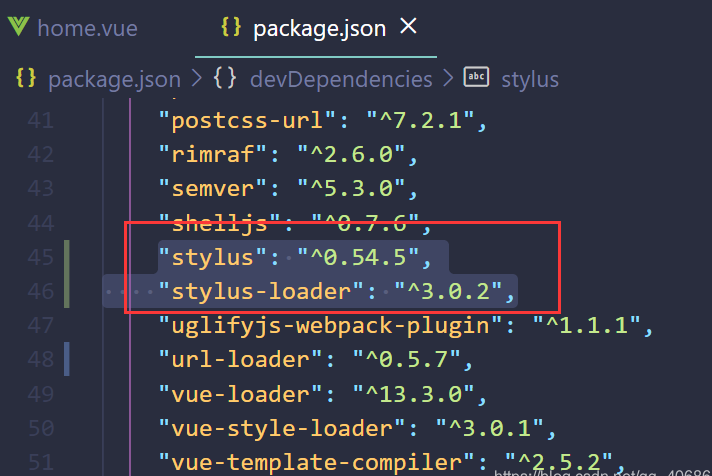 home.vue {} package.json ×
{} package.json > {} devDependencies > abc stylus
41 "postcss-url": "^7.2.1",
42 "rimraf": "^2.6.0",
43 "semver": "^5.3.0",
44 "shelljs": "^0.7.6",
45 "stylus": "^0.54.5",
46 "stylus-loader": "^3.0.2",
47 "uglifyjs-webpack-plugin": "^1.1.1",
48 "url-loader": "^0.5.7",
49 "vue-loader": "^13.3.0",
50 "vue-style-loader": "^3.0.1",
51 "vue-template-compiler": "^2.5.2",
https://blog.csdn.net/qq_40686